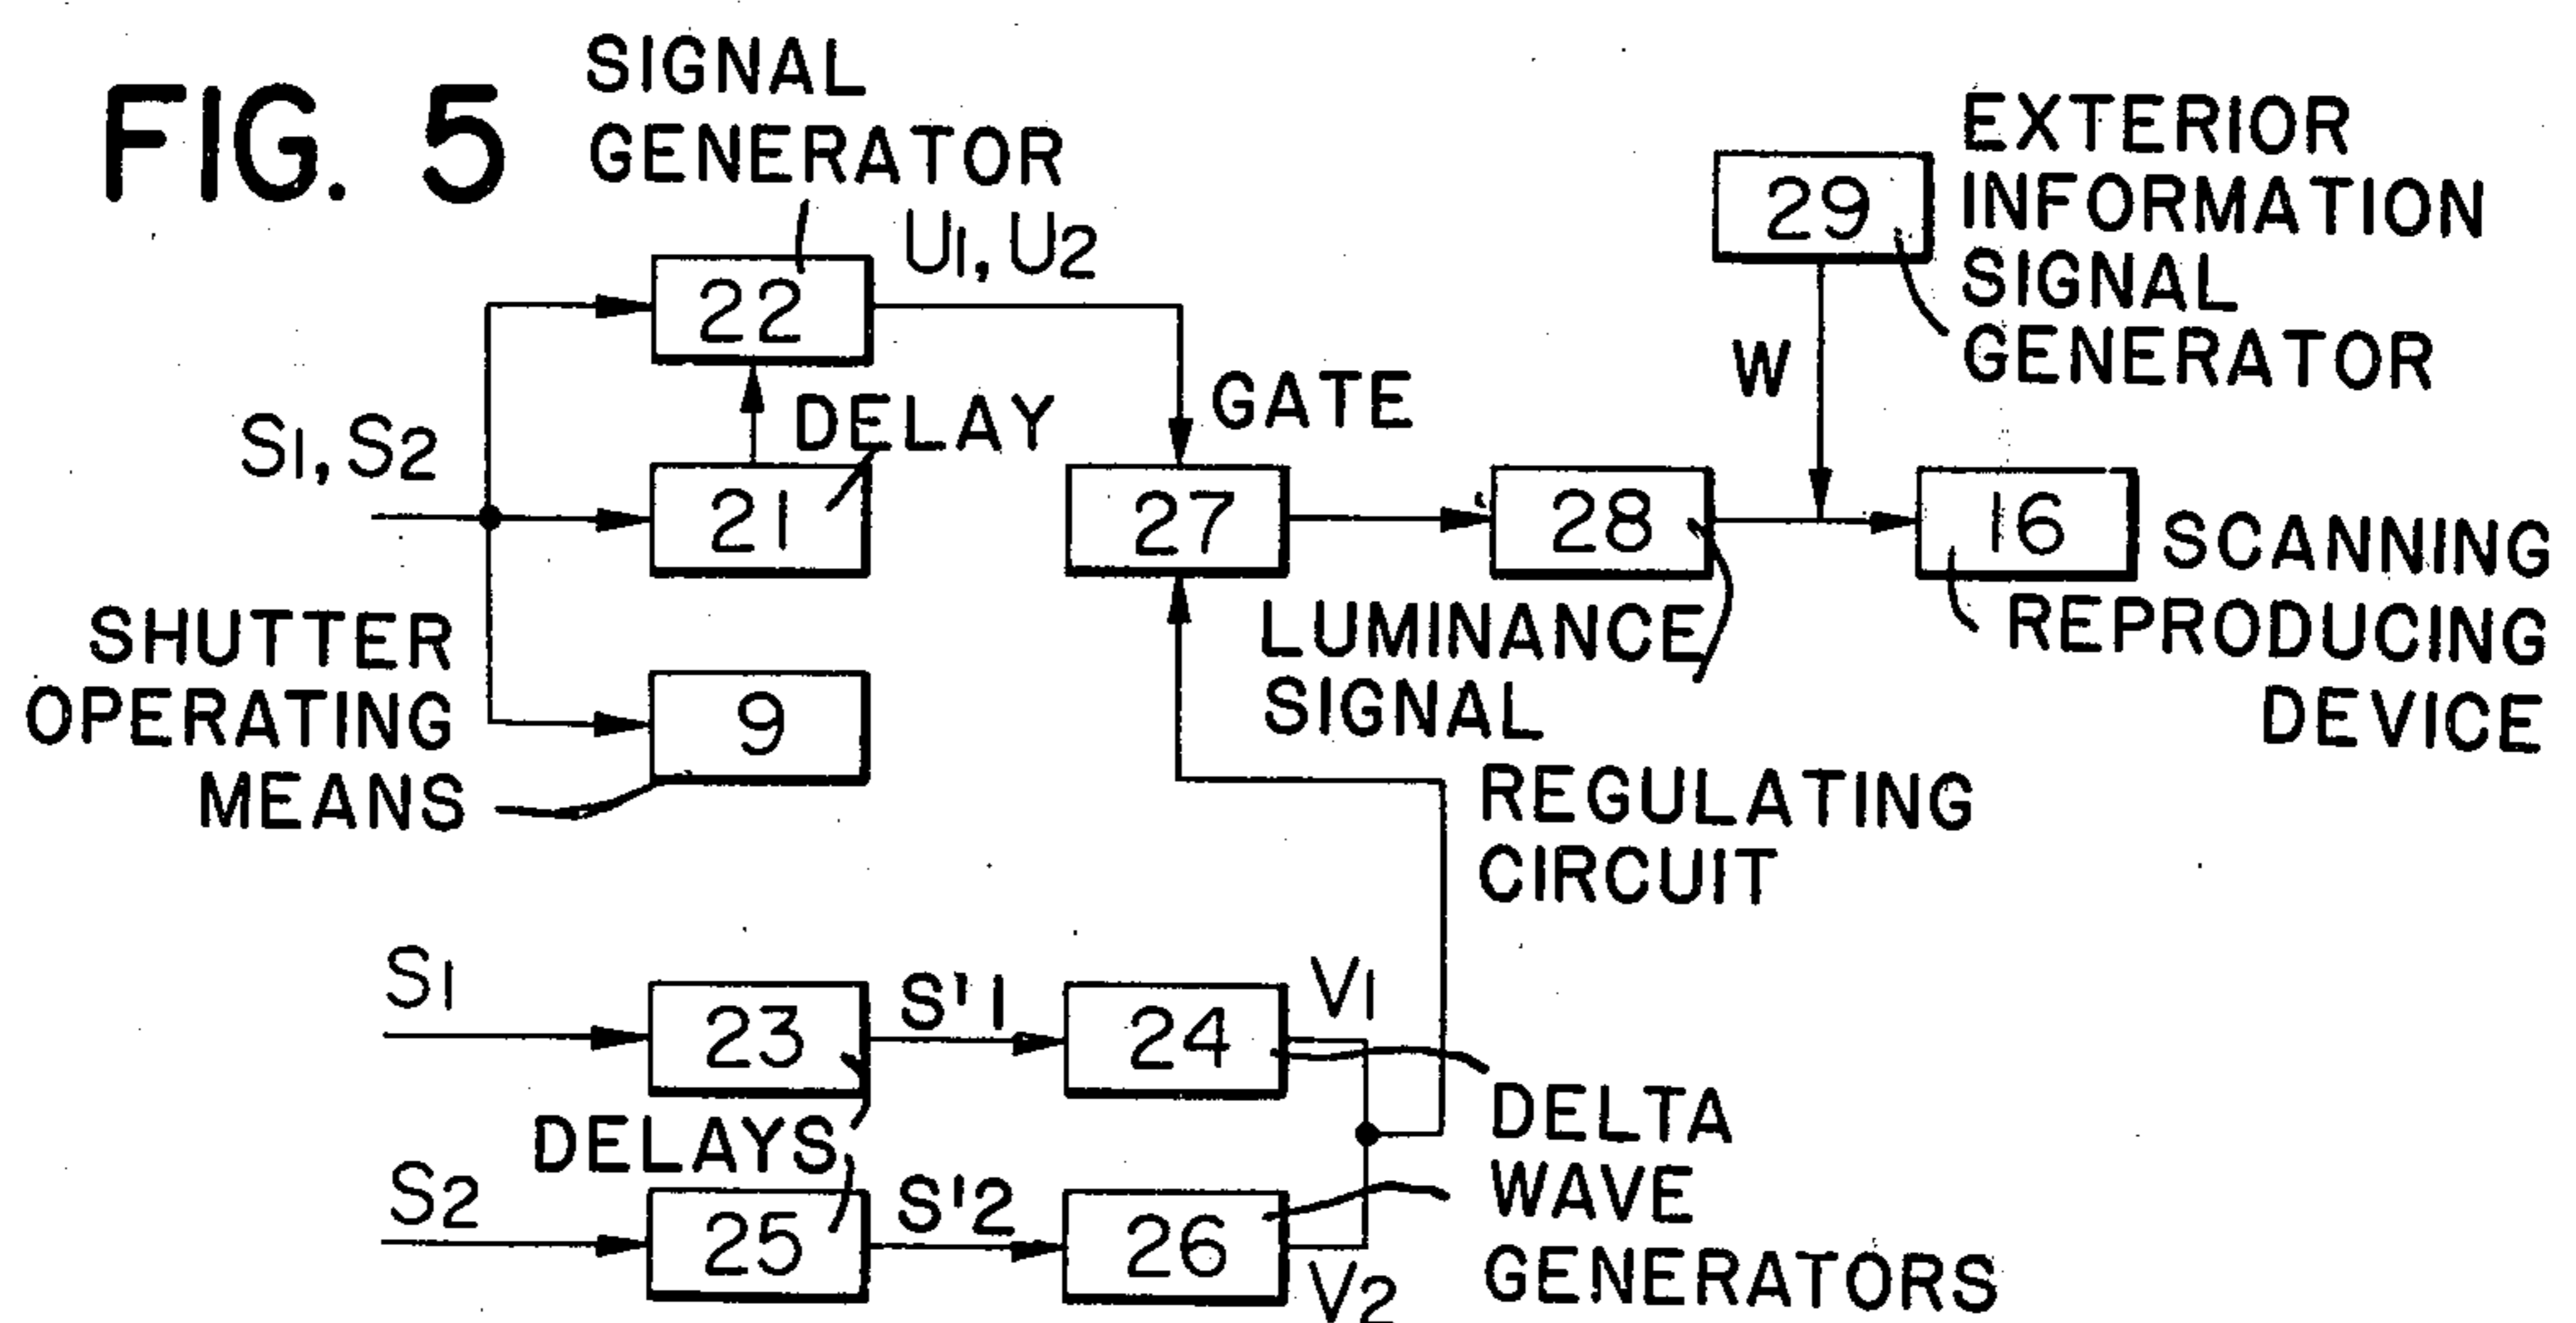 FIG. 5
SIGNAL
GENERATOR
22
U1, U2
29
EXTERIOR
INFORMATION
SIGNAL
GENERATOR
W
S1, S2
DELAY
21
GATE
27
28
16
SCANNING
REPRODUCING
DEVICE
SHUTTER
OPERATING
MEANS
9
LUMINANCE
SIGNAL
REGULATING
CIRCUIT
S1
23
S'1
24
V1
DELAYS
DELTA
WAVE
GENERATORS
S2
25
S'2
26
V2